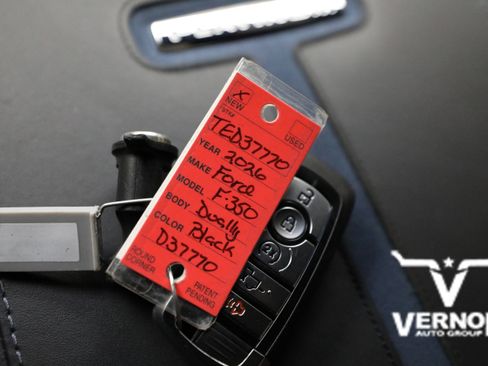 X
NEW
USED
STK# TED37770
YEAR 2026
MAKE Ford
MODEL F-350
BODY Dually
COLOR Black
D37770
ROUND CORNER
PATENT PENDING
VERNO
AUTO GROUP